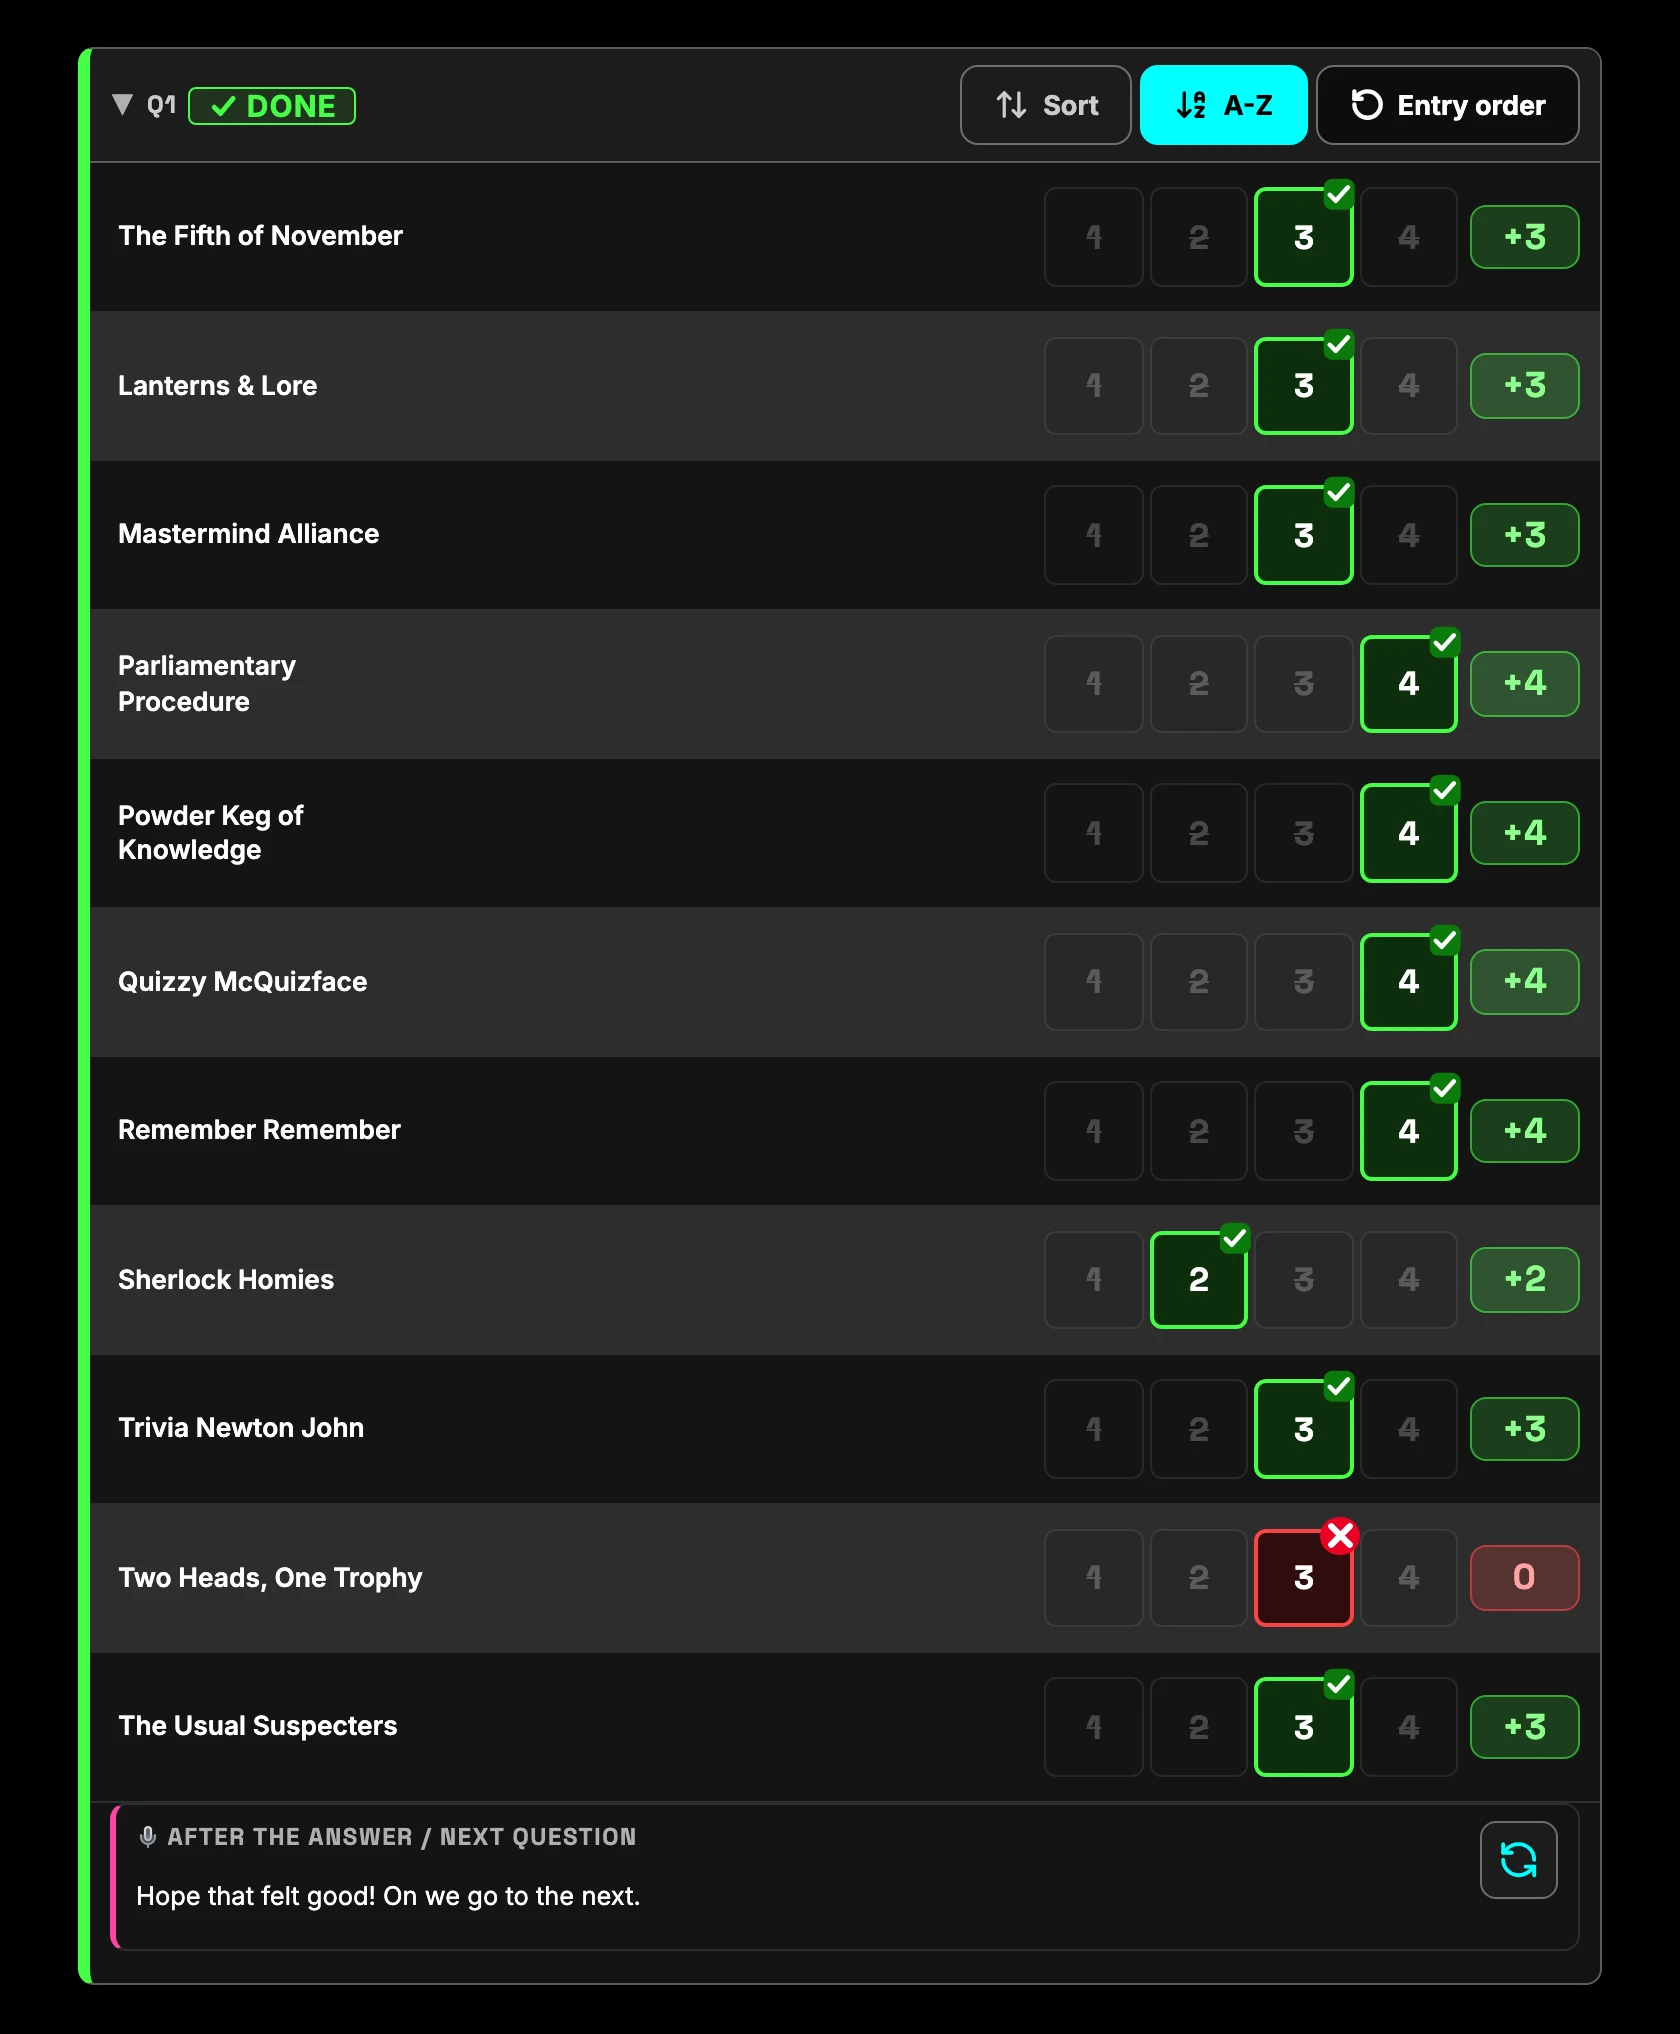 ▼ Q1 ✓ DONE Sort A-Z Entry order
The Fifth of November 1 2 3 4 +3
Lanterns & Lore 1 2 3 4 +3
Mastermind Alliance 1 2 3 4 +3
Parliamentary
Procedure 1 2 3 4 +4
Powder Keg of
Knowledge 1 2 3 4 +4
Quizzy McQuizface 1 2 3 4 +4
Remember Remember 1 2 3 4 +4
Sherlock Homies 1 2 3 4 +2
Trivia Newton John 1 2 3 4 +3
Two Heads, One Trophy 1 2 3 4 0
The Usual Suspecters 1 2 3 4 +3
AFTER THE ANSWER / NEXT QUESTION
Hope that felt good! On we go to the next.